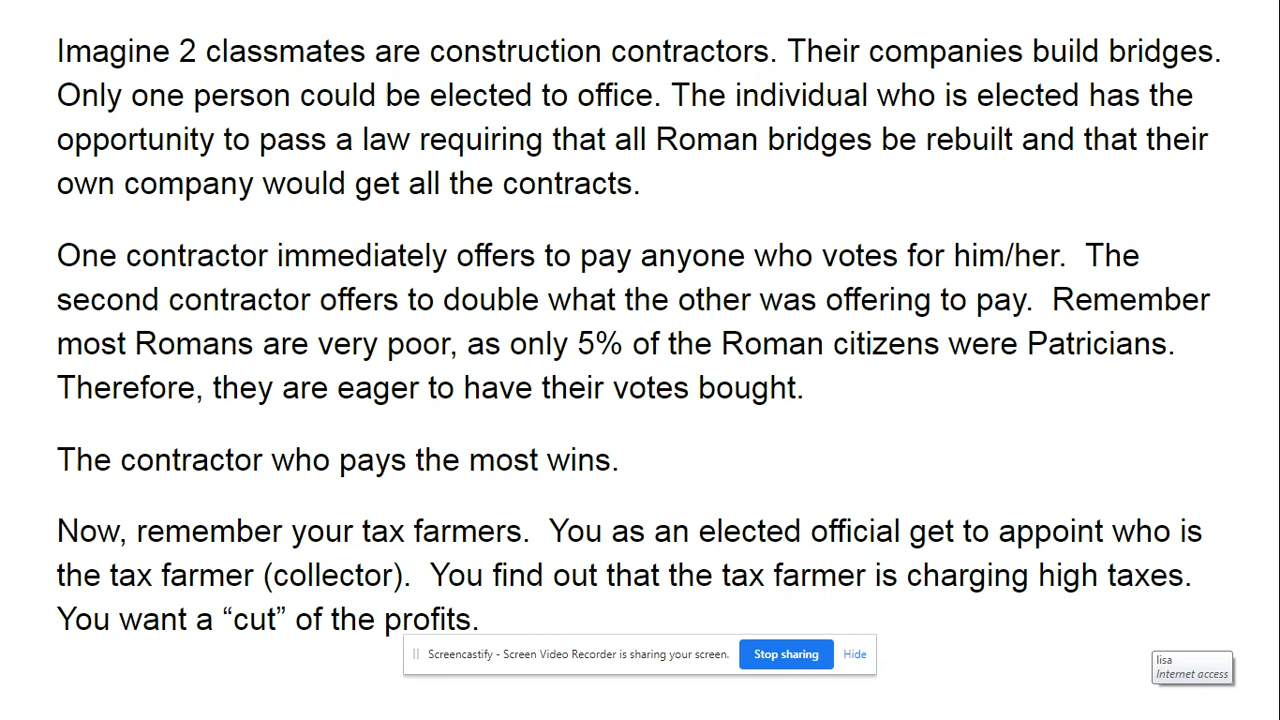 Imagine 2 classmates are construction contractors. Their companies build bridges.
Only one person could be elected to office. The individual who is elected has the
opportunity to pass a law requiring that all Roman bridges be rebuilt and that their
own company would get all the contracts.
One contractor immediately offers to pay anyone who votes for him/her.  The
second contractor offers to double what the other was offering to pay.  Remember
most Romans are very poor, as only 5% of the Roman citizens were Patricians.
Therefore, they are eager to have their votes bought.
The contractor who pays the most wins.
Now, remember your tax farmers.  You as an elected official get to appoint who is
the tax farmer (collector).  You find out that the tax farmer is charging high taxes.
You want a “cut” of the profits.
Screencastify - Screen Video Recorder is sharing your screen. Stop sharing Hide
lisa
Internet access